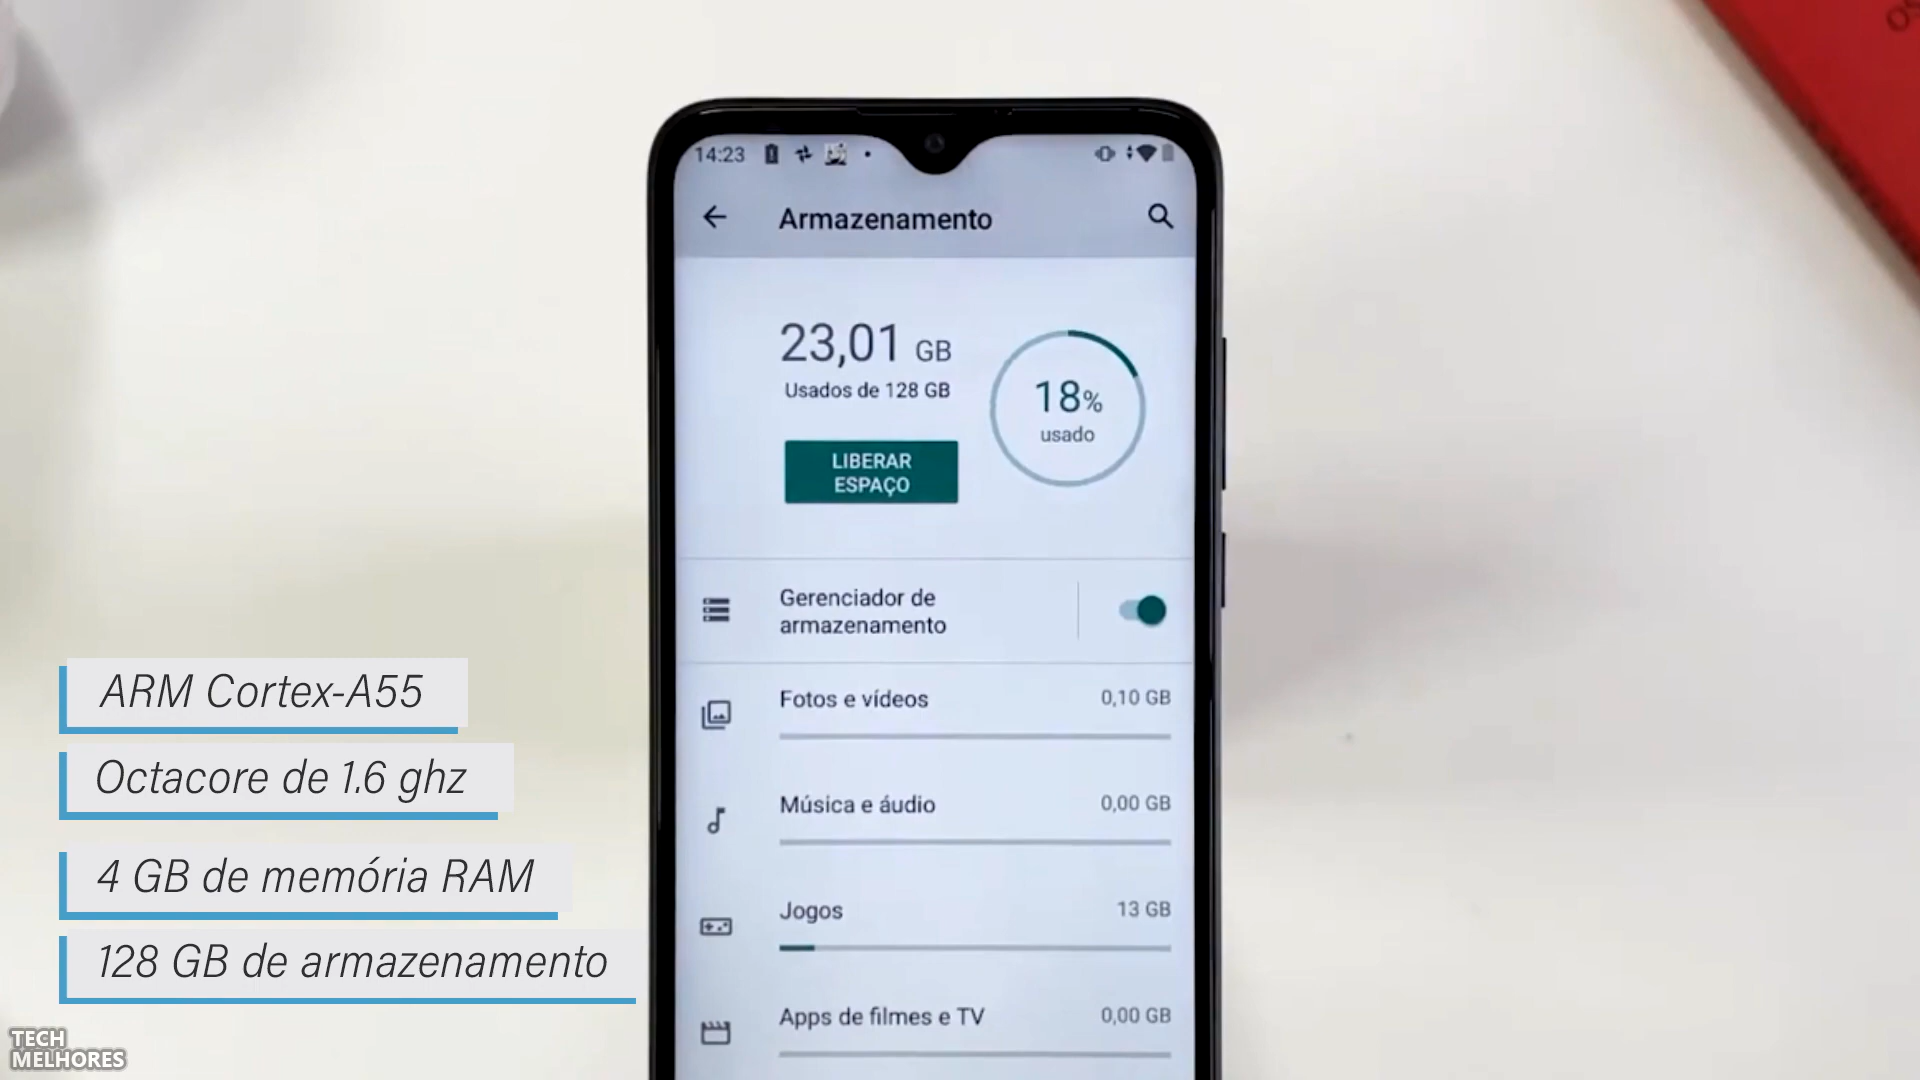 14:23
Armazenamento
23,01 GB
Usados de 128 GB
18%
usado
LIBERAR
ESPAÇO
Gerenciador de
armazenamento
Fotos e vídeos 0,10 GB
Música e áudio 0,00 GB
Jogos 13 GB
Apps de filmes e TV 0,00 GB
ARM Cortex-A55
Octacore de 1.6 ghz
4 GB de memória RAM
128 GB de armazenamento
TECH
MELHORES